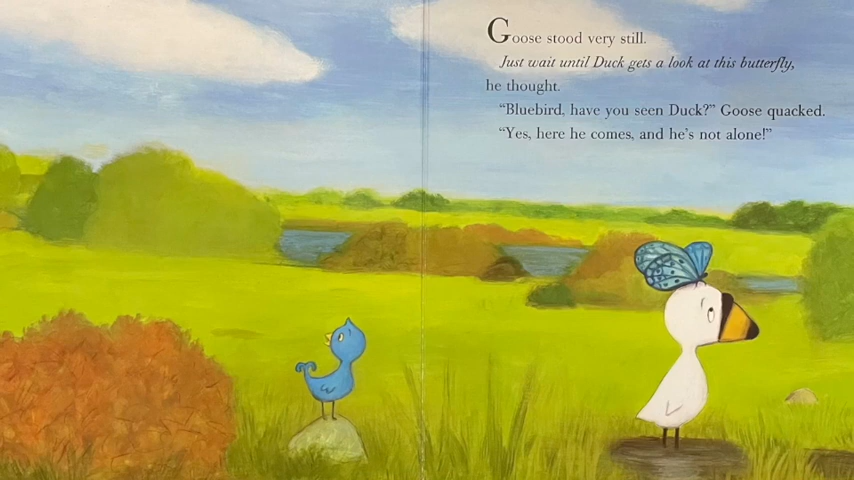 Goose stood very still.
Just wait until Duck gets a look at this butterfly,
he thought.
“Bluebird, have you seen Duck?” Goose quacked.
“Yes, here he comes, and he’s not alone!”